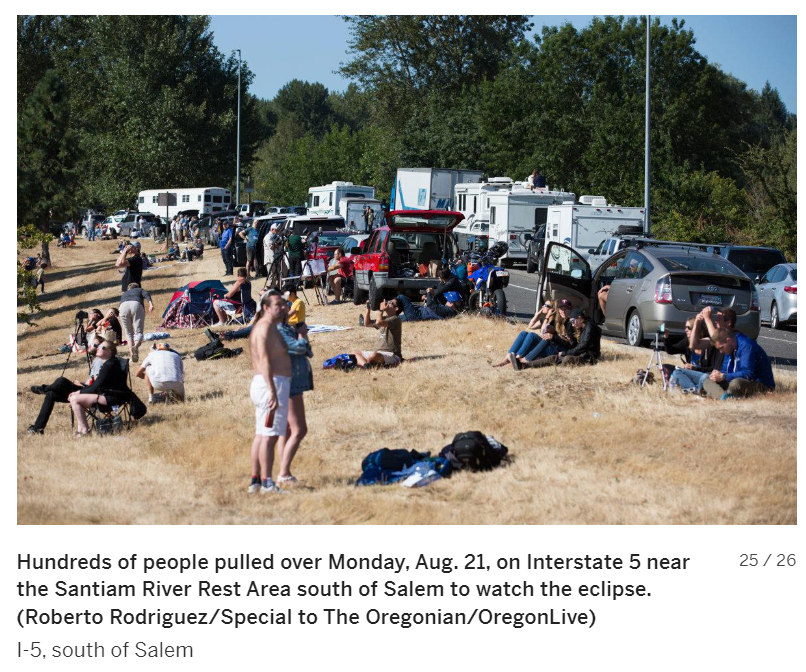 Hundreds of people pulled over Monday, Aug. 21, on Interstate 5 near
the Santiam River Rest Area south of Salem to watch the eclipse.
(Roberto Rodriguez/Special to The Oregonian/OregonLive)
25 / 26
I-5, south of Salem